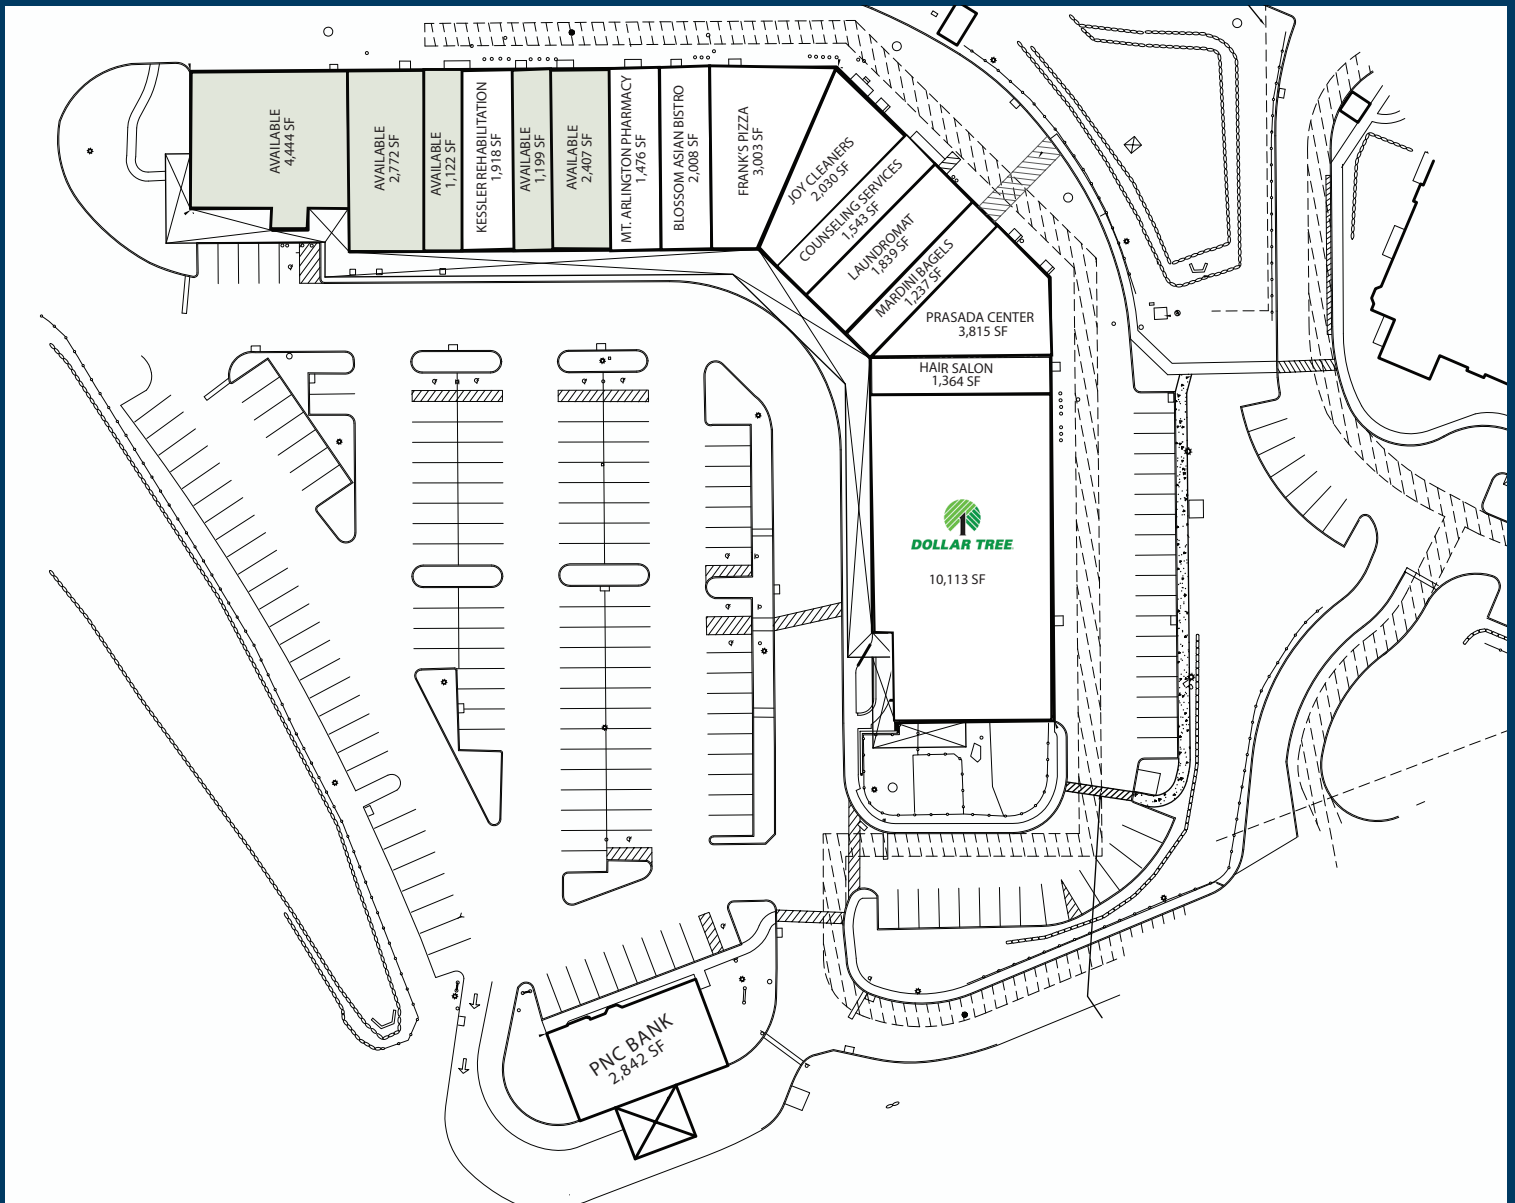 AVAILABLE
4,444 SF
AVAILABLE
2,772 SF
AVAILABLE
1,122 SF
KESSLER REHABILITATION
1,918 SF
AVAILABLE
1,199 SF
AVAILABLE
2,407 SF
MT. ARLINGTON PHARMACY
1,476 SF
BLOSSOM ASIAN BISTRO
2,008 SF
FRANK'S PIZZA
3,003 SF
JOY CLEANERS
2,030 SF
COUNSELING SERVICES
1,543 SF
LAUNDROMAT
1,839 SF
MARDINI BAGELS
1,237 SF
PRASADA CENTER
3,815 SF
HAIR SALON
1,364 SF
DOLLAR TREE
10,113 SF
PNC BANK
2,842 SF